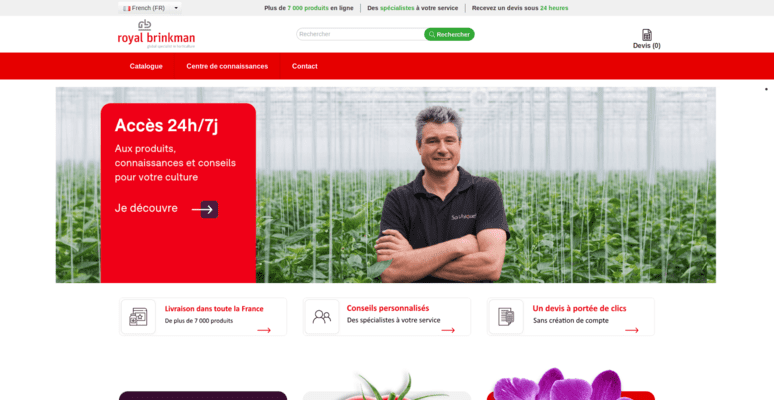 French (FR)
Plus de 7 000 produits en ligne
Des spécialistes à votre service
Recevez un devis sous 24 heures
royal brinkman
Rechercher
Rechercher
Devis (0)
Catalogue
Centre de connaissances
Contact
Accès 24h/7j
Aux produits,
connaissances et conseils
pour votre culture
Je découvre
Livraison dans toute la France
De plus de 7 000 produits
Conseils personnalisés
Des spécialistes à votre service
Un devis à portée de clics
Sans création de compte